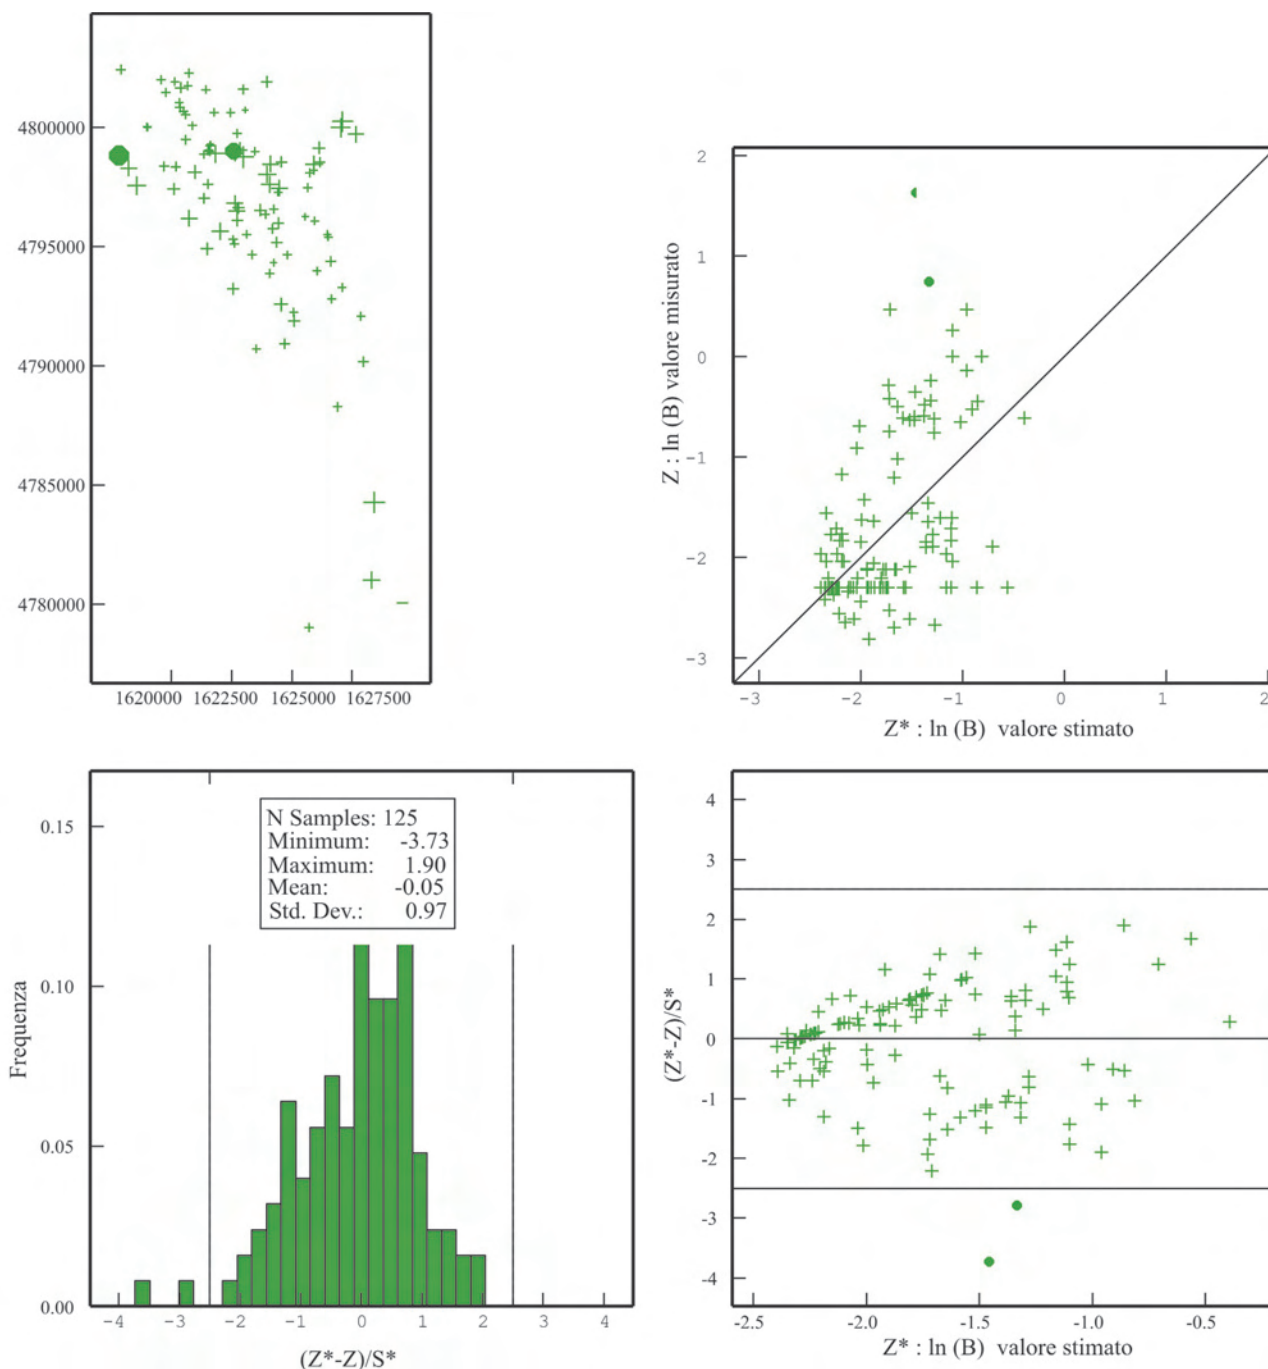 4800000
4795000
4790000
4785000
4780000
1620000 1622500 1625000 1627500
2
1
0
-1
-2
-3
Z : ln (B) valore misurato
-3 -2 -1 0 1 2
Z* : ln (B) valore stimato
0.15
0.10
0.05
0.00
Frequenza
N Samples: 125
Minimum: -3.73
Maximum: 1.90
Mean: -0.05
Std. Dev.: 0.97
-4 -3 -2 -1 0 1 2 3 4
(Z*-Z)/S*
4
3
2
1
0
-1
-2
-3
-4
(Z*-Z)/S*
-2.5 -2.0 -1.5 -1.0 -0.5
Z* : ln (B) valore stimato